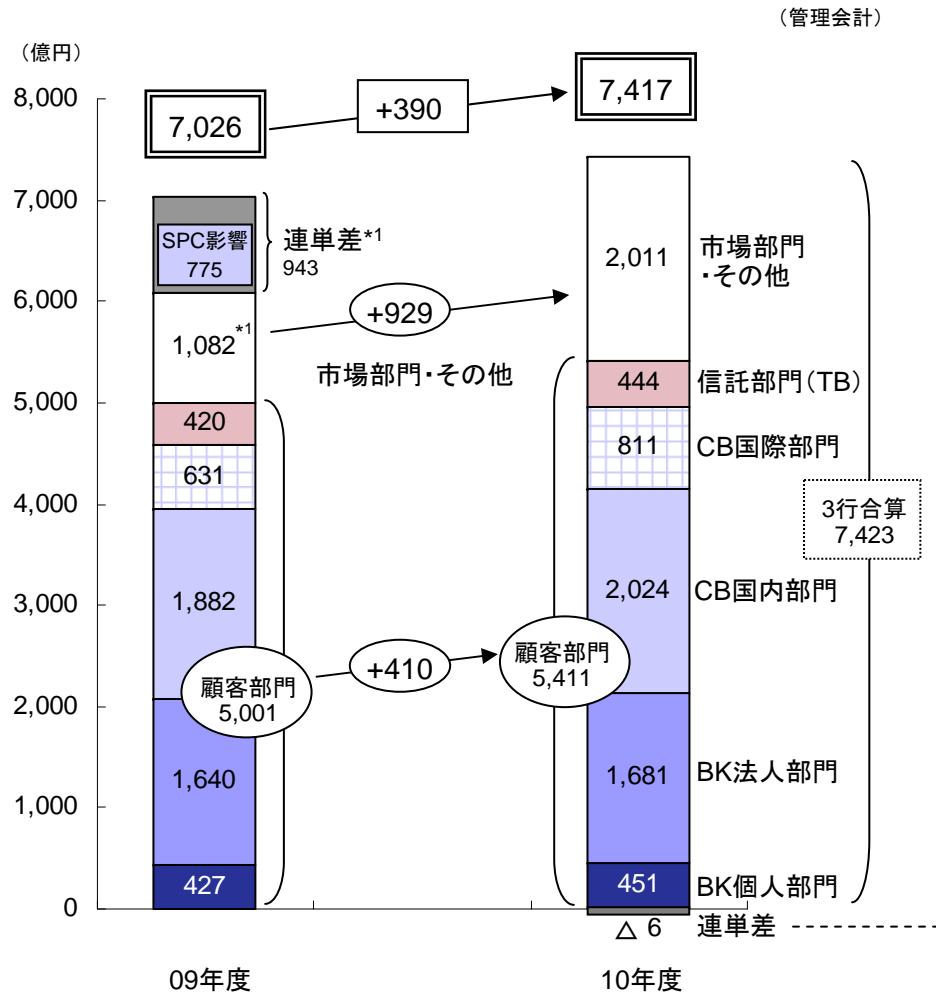 （管理会計）
（億円）
8,000
7,000
6,000
5,000
4,000
3,000
2,000
1,000
0
7,026
+390
7,417
SPC影響
775
連単差*1
943
1,082*1
+929
市場部門・その他
420
631
1,882
1,640
427
顧客部門
5,001
+410
顧客部門
5,411
2,011
市場部門
・その他
444
信託部門（TB）
811
CB国際部門
2,024
CB国内部門
1,681
BK法人部門
451
BK個人部門
△ 6
連単差
3行合算
7,423
09年度
10年度